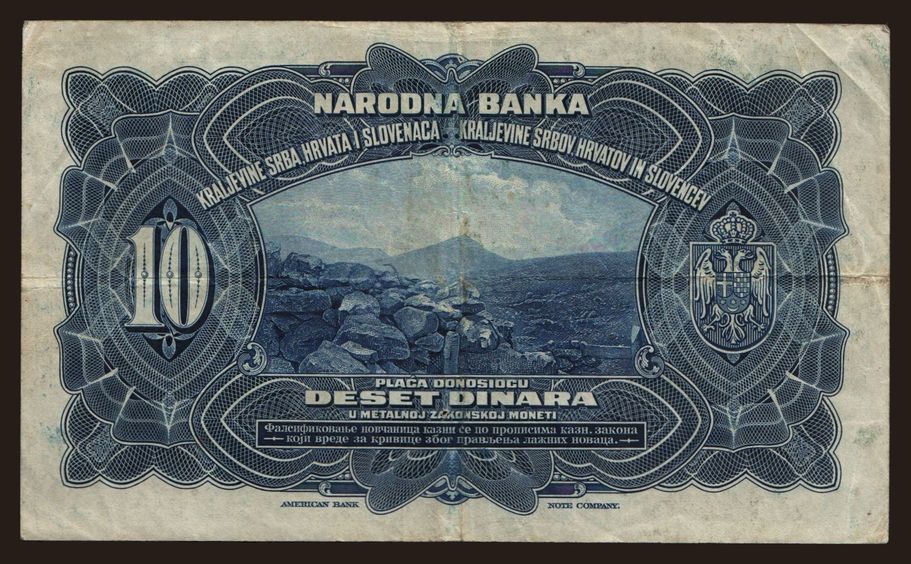 NARODNA BANKA
KRALJEVINE SRBA, HRVATA I SLOVENACA KRALJEVINE SRBOV, HRVATOV IN SLOVENCEV
10
PLAĆA DONOSIOCU
DESET DINARA
U METALNOJ ZAKONSKOJ MONETI
Фалсификовање новчаница казни се по прописима казн. закона
који вреде за кривице због прављења лажних новаца.
AMERICAN BANK NOTE COMPANY.